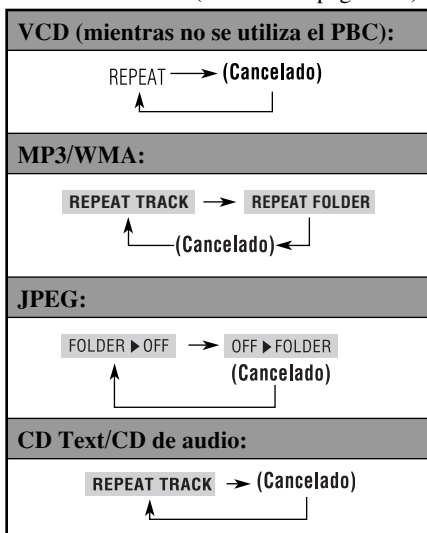 VCD (mientras no se utiliza el PBC):
REPEAT (Cancelado)
MP3/WMA:
REPEAT TRACK REPEAT FOLDER
(Cancelado)
JPEG:
FOLDER ▶ OFF OFF ▶ FOLDER
(Cancelado)
CD Text/CD de audio:
REPEAT TRACK (Cancelado)